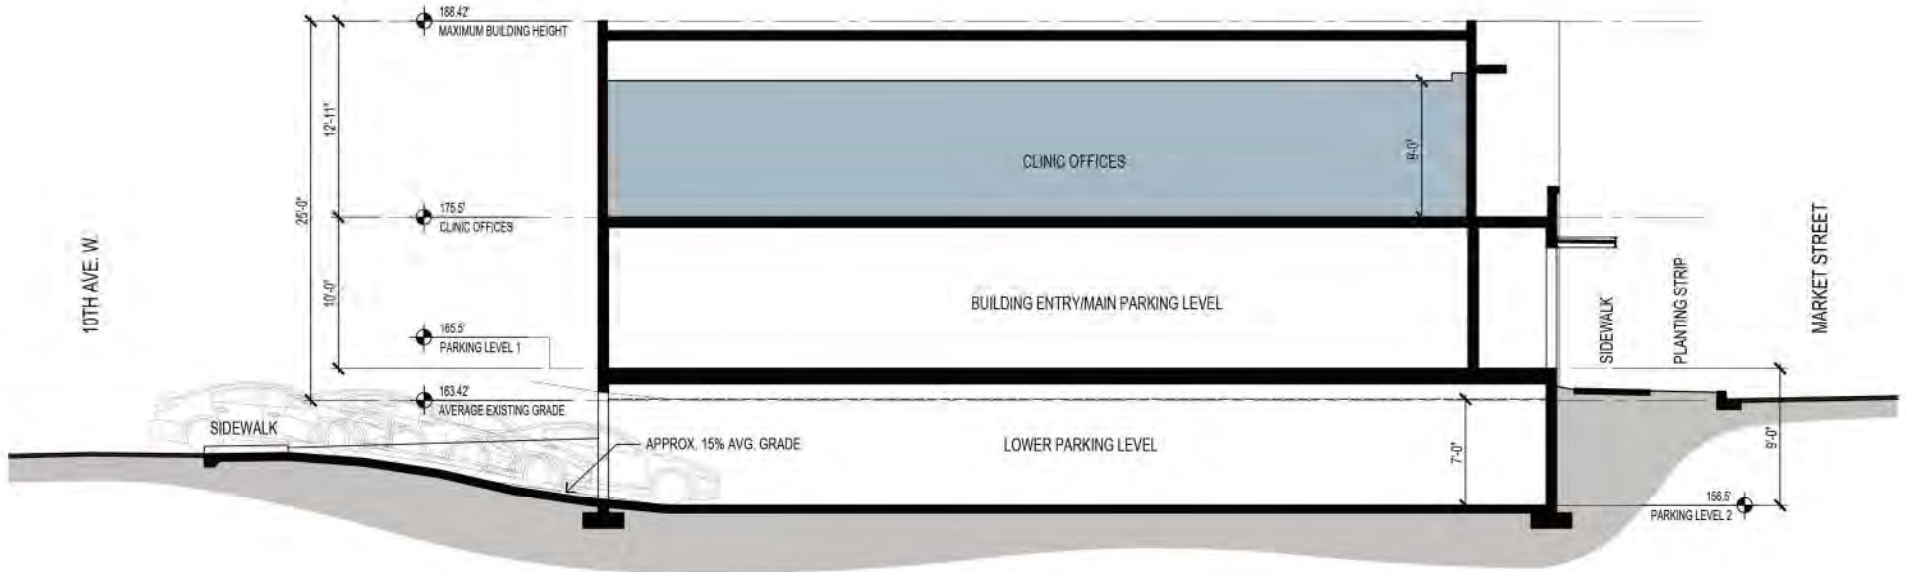 188.42'
MAXIMUM BUILDING HEIGHT
12'-11"
25'-0"
CLINIC OFFICES
9'-0"
175.5'
CLINIC OFFICES
10TH AVE. W.
10'-0"
BUILDING ENTRY/MAIN PARKING LEVEL
165.5'
PARKING LEVEL 1
SIDEWALK
PLANTING STRIP
MARKET STREET
163.42'
AVERAGE EXISTING GRADE
SIDEWALK
APPROX. 15% AVG. GRADE
LOWER PARKING LEVEL
7'-0"
9'-0"
156.5'
PARKING LEVEL 2